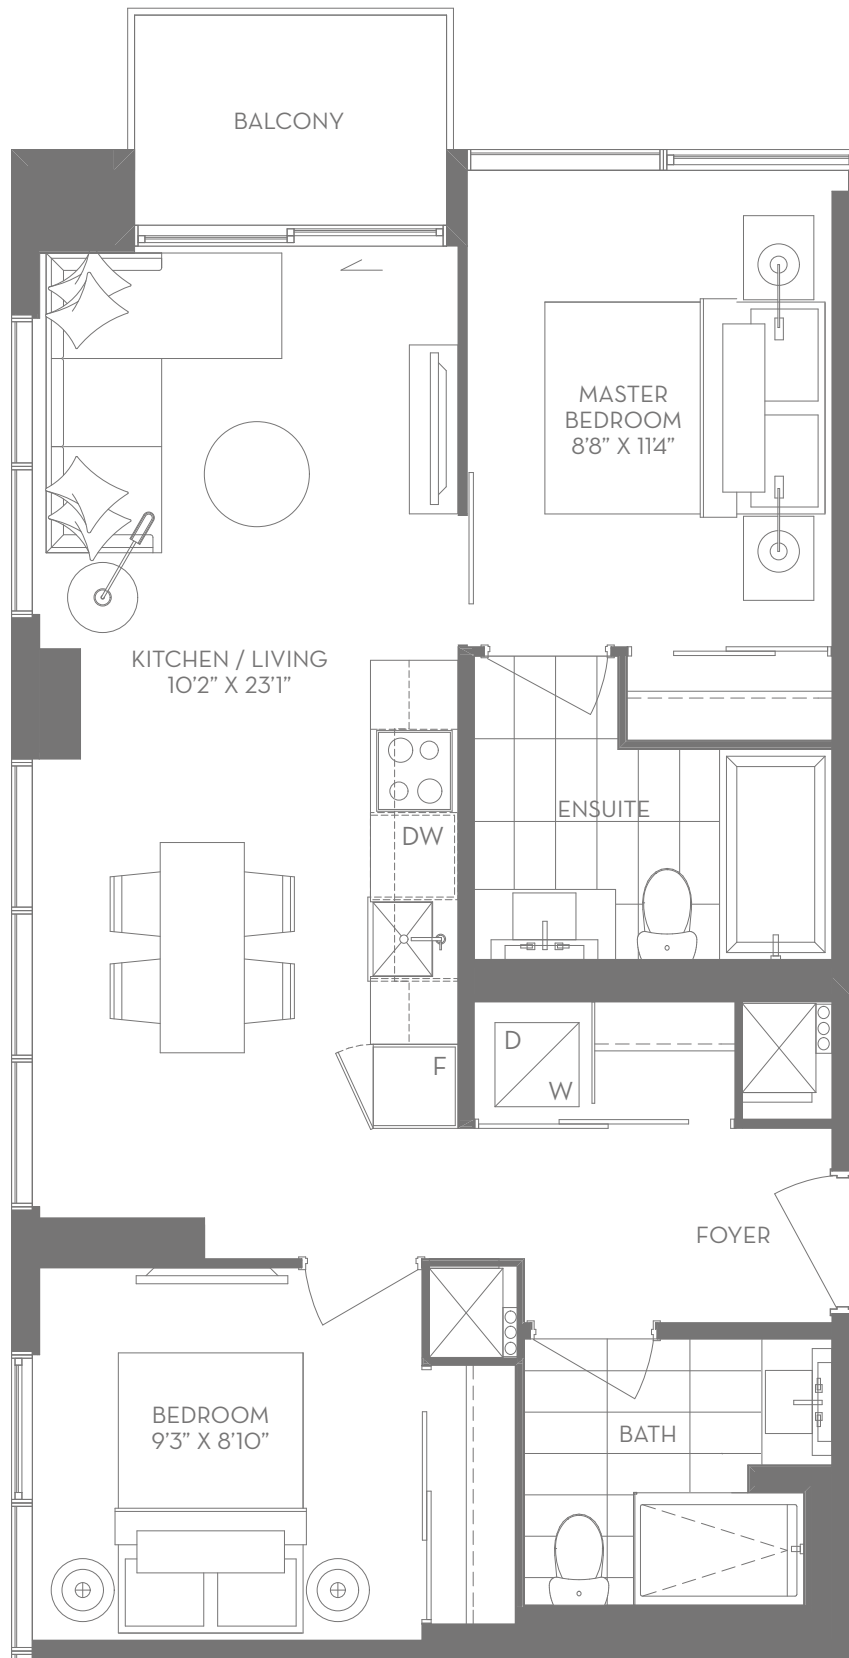 BALCONY
MASTER
BEDROOM
8'8” X 11'4”
KITCHEN / LIVING
10'2” X 23'1”
ENSUITE
DW
F
D
W
FOYER
BEDROOM
9'3” X 8'10”
BATH